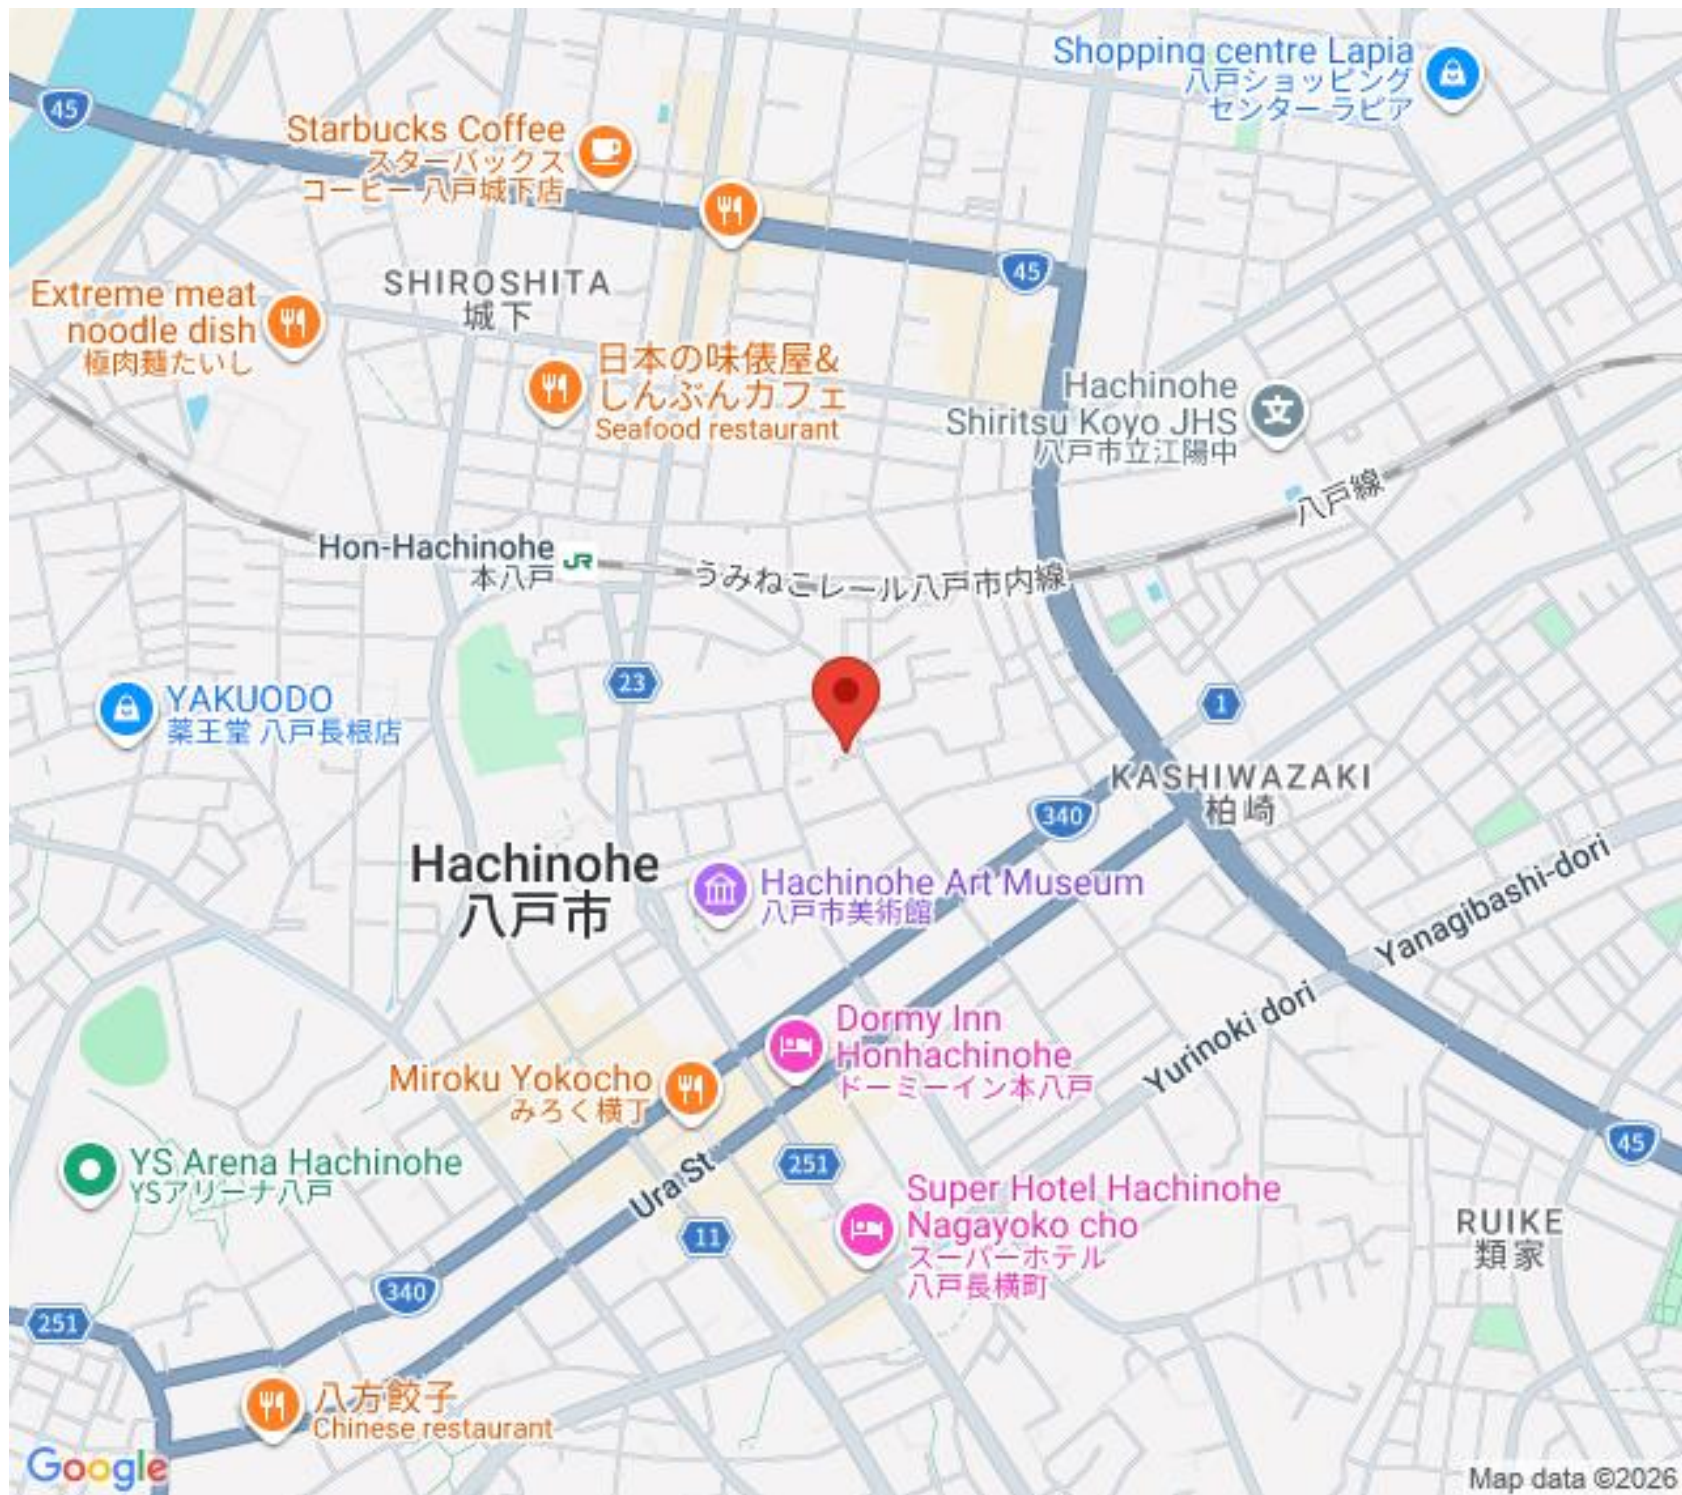 Shopping centre Lapia
八戸ショッピング
センター ラピア
45
Starbucks Coffee
スターバックス
コーヒー 八戸城下店
45
SHIROSHITA
城下
Extreme meat
noodle dish
極肉麺たいし
日本の味俵屋&
しんぶんカフェ
Seafood restaurant
Hachinohe
Shiritsu Koyo JHS
八戸市立江陽中
文
八戸線
Hon-Hachinohe
本八戸
JR
うみねこレール八戸市内線
23
1
YAKUODO
薬王堂 八戸長根店
KASHIWAZAKI
柏崎
340
Hachinohe
八戸市
Hachinohe Art Museum
八戸市美術館
Yanagibashi-dori
Yurinoki dori
Dormy Inn
Honhachinohe
ドーミーイン本八戸
Miroku Yokocho
みろく横丁
45
YS Arena Hachinohe
YSアリーナ八戸
251
Ura St
11
Super Hotel Hachinohe
Nagayoko cho
スーパーホテル
八戸長横町
RUIKE
類家
340
251
八方餃子
Chinese restaurant
Google
Map data ©2026